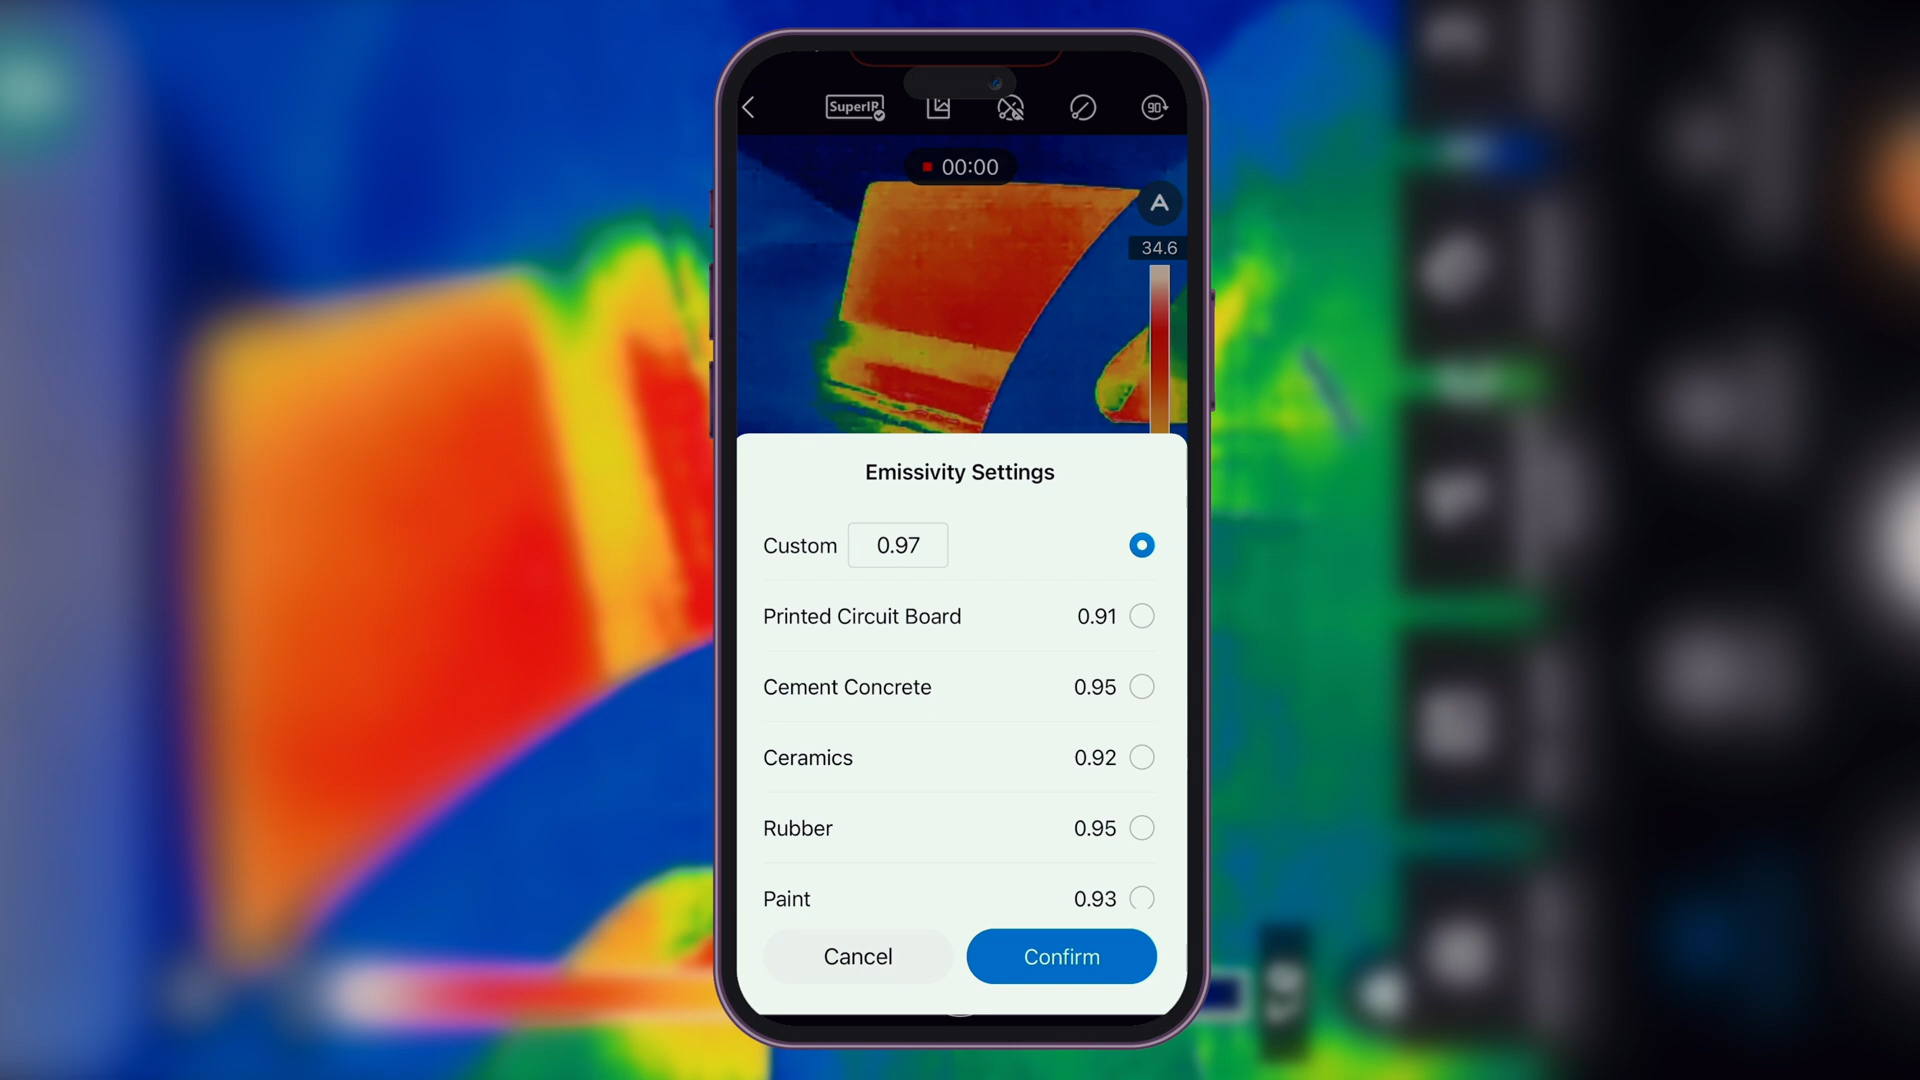 SuperIR
90
00:00
A
34.6
Emissivity Settings
Custom 0.97
Printed Circuit Board 0.91
Cement Concrete 0.95
Ceramics 0.92
Rubber 0.95
Paint 0.93
Cancel Confirm